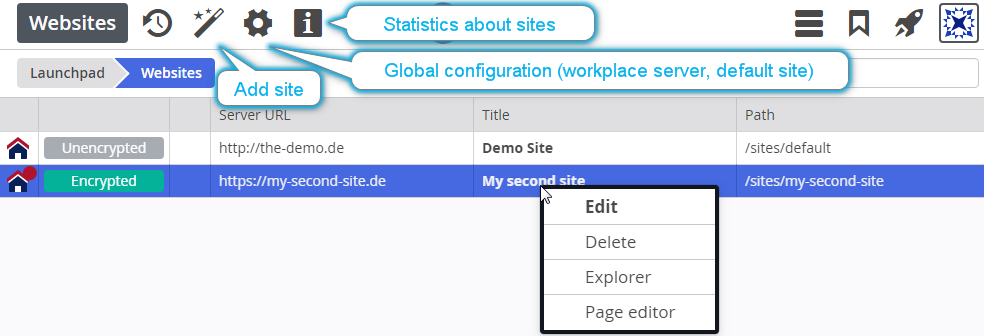 Websites
Statistics about sites
Global configuration (workplace server, default site)
Launchpad Websites
Add site
Server URL Title Path
Unencrypted http://the-demo.de Demo Site /sites/default
Encrypted https://my-second-site.de My second site /sites/my-second-site
Edit
Delete
Explorer
Page editor